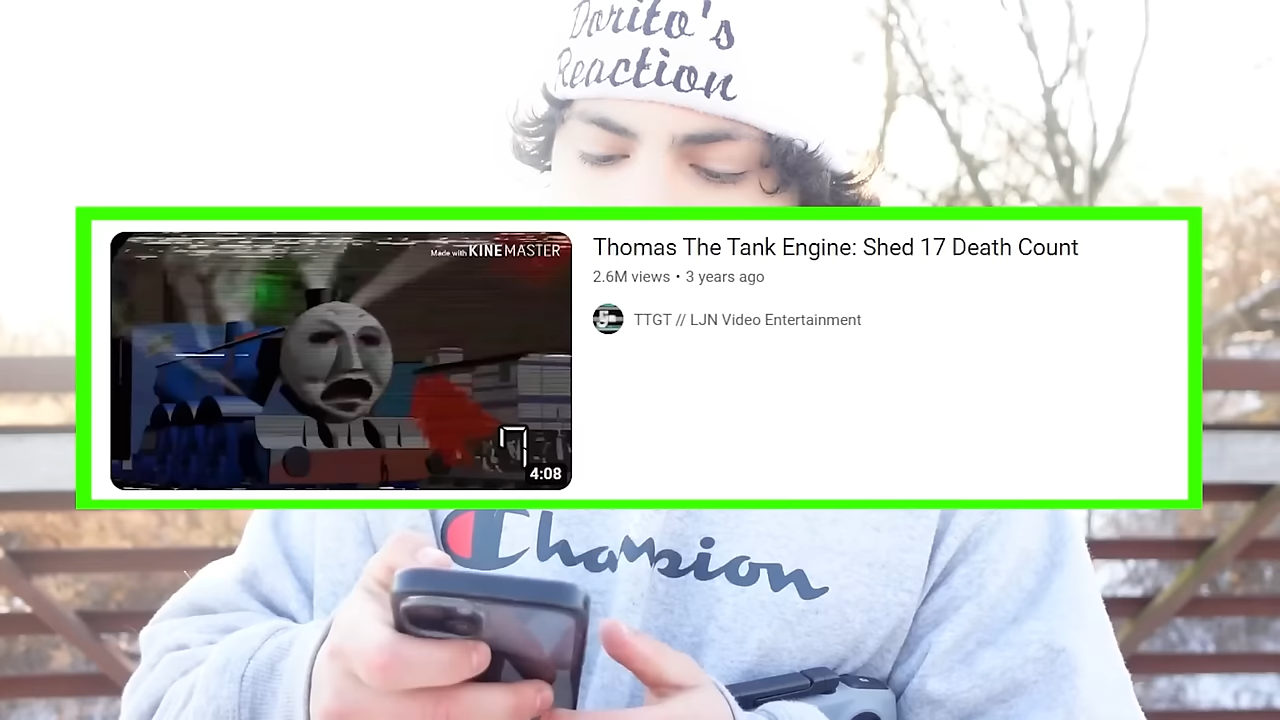 Dorito's
Reaction
Made with KINEMASTER
Thomas The Tank Engine: Shed 17 Death Count
2.6M views • 3 years ago
TTGT // LJN Video Entertainment
7
4:08
Champion